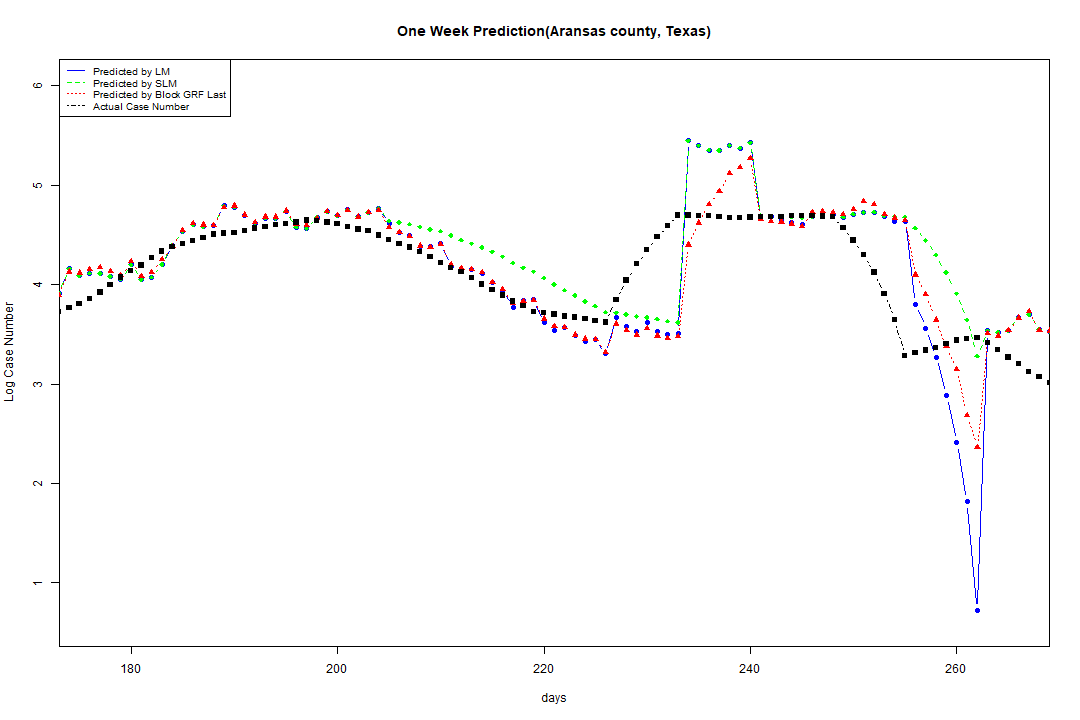 One Week Prediction(Aransas county, Texas)
Predicted by LM
Predicted by SLM
Predicted by Block GRF Last
Actual Case Number
6
5
4
3
2
1
Log Case Number
180 200 220 240 260
days